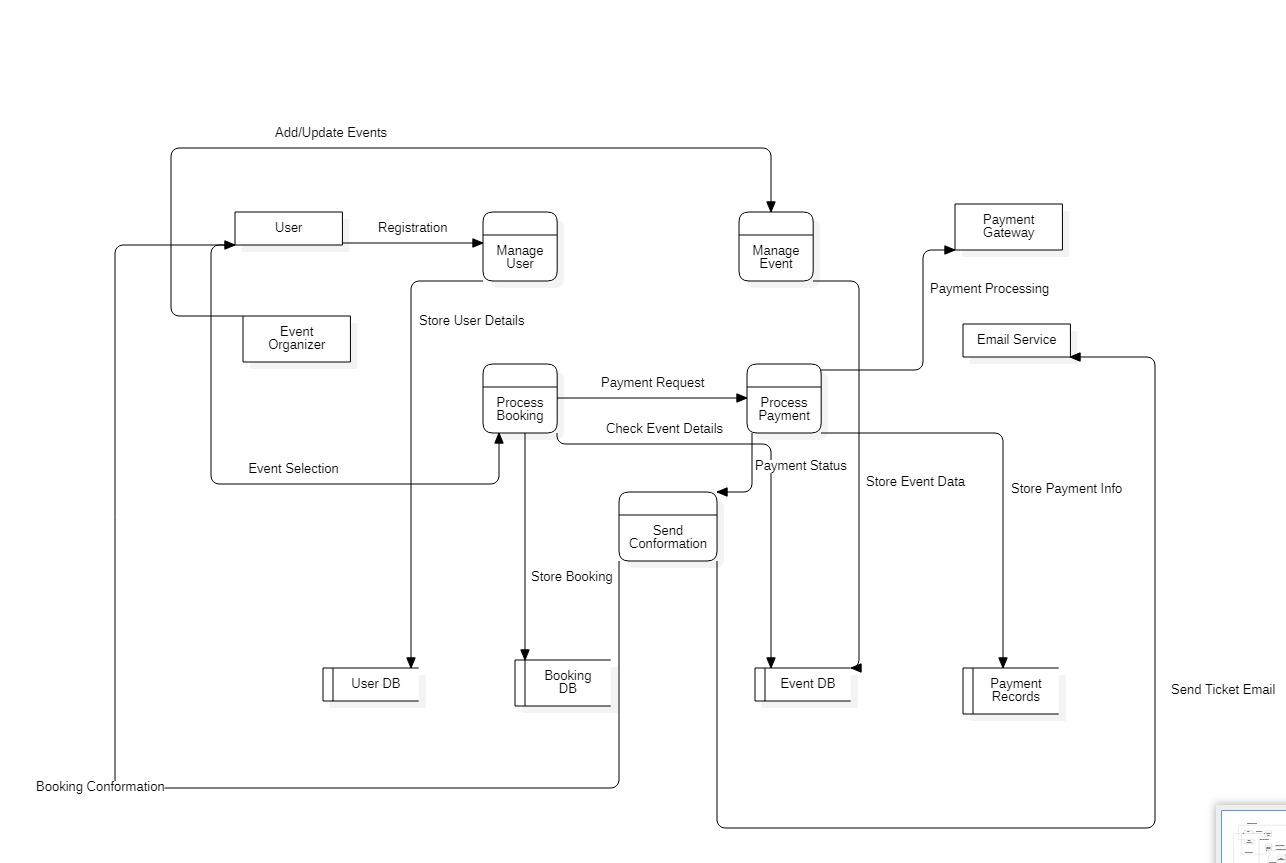 Add/Update Events
User
Registration
Manage
User
Manage
Event
Payment
Gateway
Payment Processing
Store User Details
Event
Organizer
Email Service
Process
Booking
Payment Request
Process
Payment
Check Event Details
Event Selection
Payment Status
Store Event Data
Store Payment Info
Send
Conformation
Store Booking
User DB
Booking
DB
Event DB
Payment
Records
Send Ticket Email
Booking Conformation